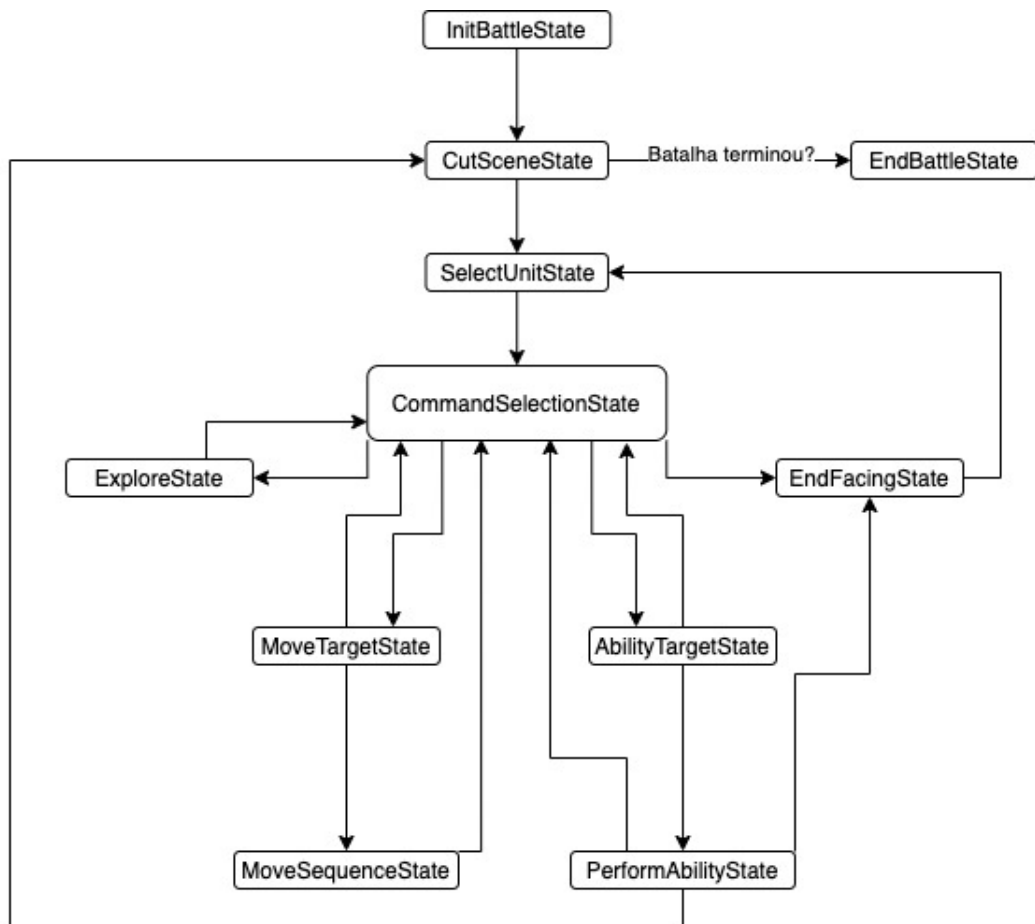 InitBattleState
CutSceneState
Batalha terminou?
EndBattleState
SelectUnitState
CommandSelectionState
ExploreState
EndFacingState
MoveTargetState
AbilityTargetState
MoveSequenceState
PerformAbilityState